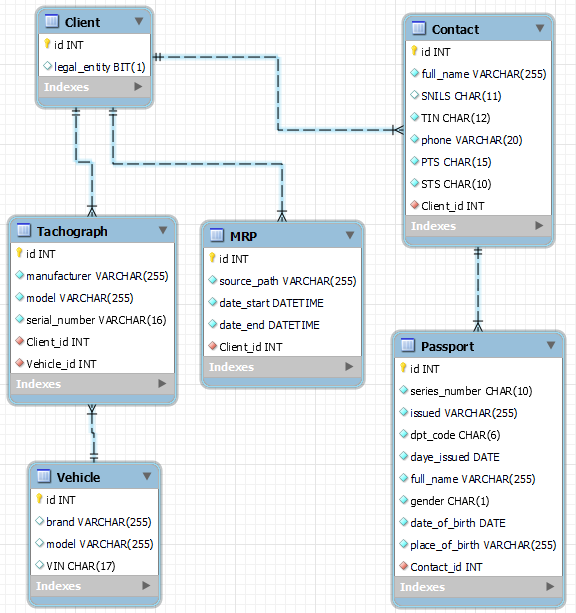 Client
id INT
legal_entity BIT(1)
Indexes
Contact
id INT
full_name VARCHAR(255)
SNILS CHAR(11)
TIN CHAR(12)
phone VARCHAR(20)
PTS CHAR(15)
STS CHAR(10)
Client_id INT
Indexes
Tachograph
id INT
manufacturer VARCHAR(255)
model VARCHAR(255)
serial_number VARCHAR(16)
Client_id INT
Vehicle_id INT
Indexes
MRP
id INT
source_path VARCHAR(255)
date_start DATETIME
date_end DATETIME
Client_id INT
Indexes
Passport
id INT
series_number CHAR(10)
issued VARCHAR(255)
dpt_code CHAR(6)
daye_issued DATE
full_name VARCHAR(255)
gender CHAR(1)
date_of_birth DATE
place_of_birth VARCHAR(255)
Contact_id INT
Indexes
Vehicle
id INT
brand VARCHAR(255)
model VARCHAR(255)
VIN CHAR(17)
Indexes